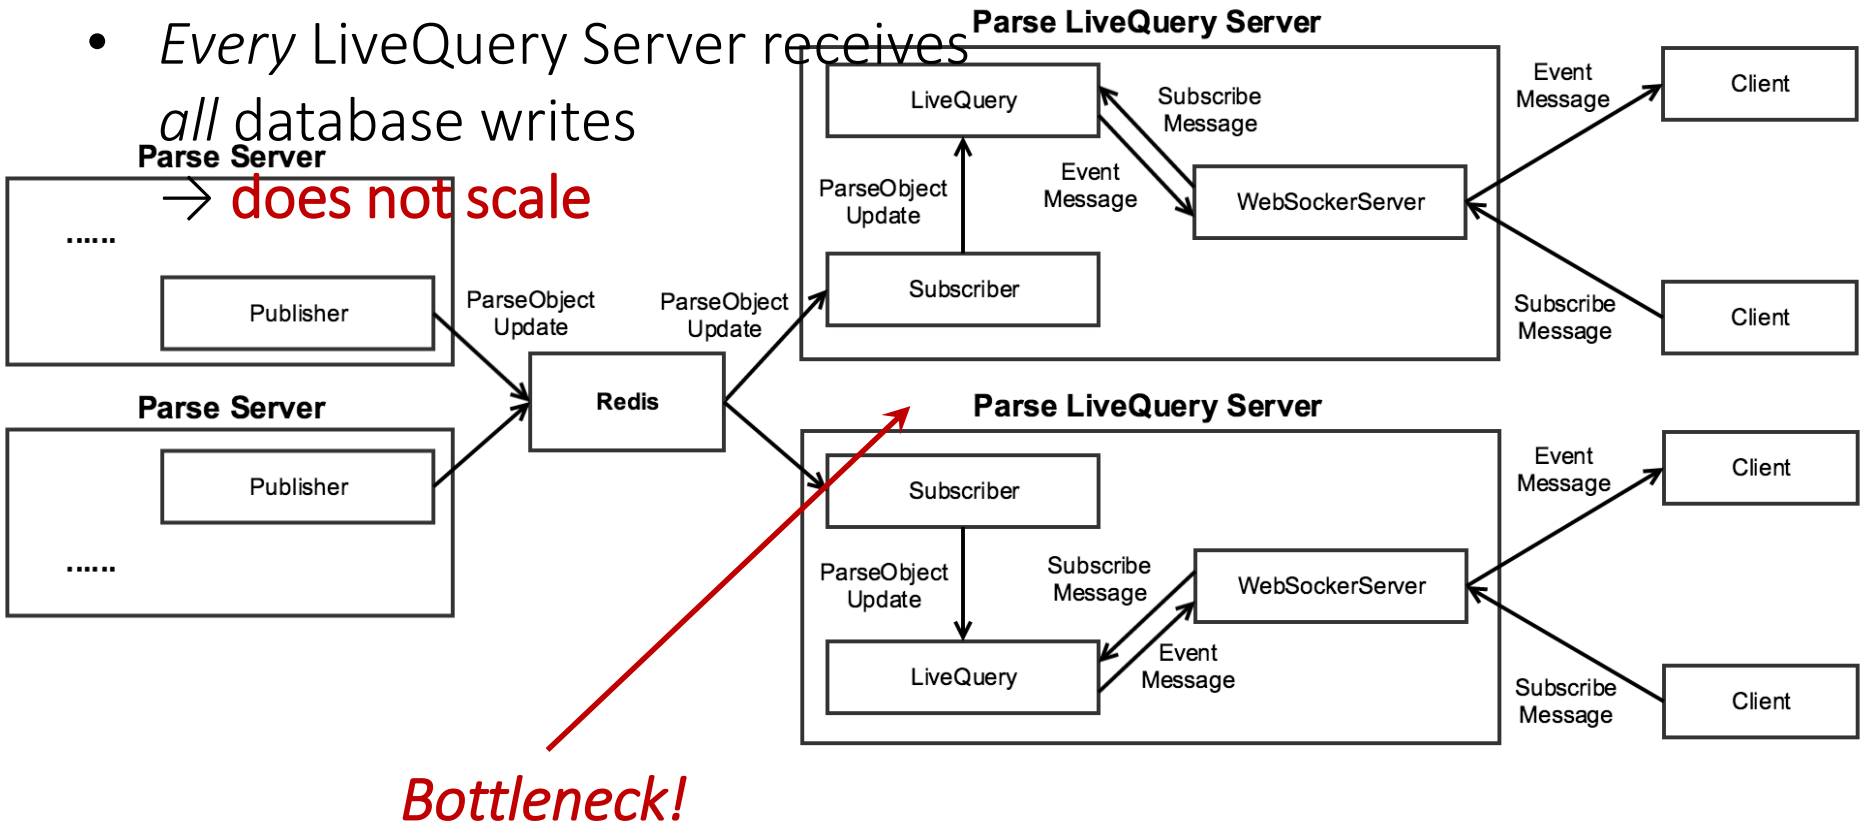 • Every LiveQuery Server receives
all database writes
→ does not scale
Parse Server
......
Publisher
ParseObject
Update
Parse Server
Publisher
......
Redis
ParseObject
Update
Parse LiveQuery Server
LiveQuery
Subscribe
Message
Event
Message
ParseObject
Update
WebSockerServer
Subscriber
Event
Message
Client
Subscribe
Message
Client
Parse LiveQuery Server
Subscriber
ParseObject
Update
Subscribe
Message
WebSockerServer
Event
Message
LiveQuery
Event
Message
Client
Subscribe
Message
Client
Bottleneck!